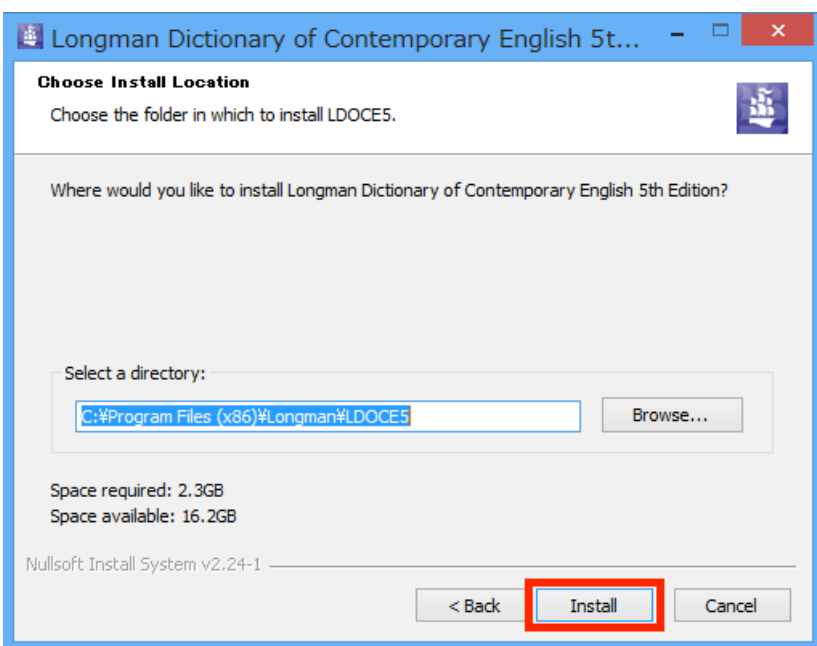 Longman Dictionary of Contemporary English 5t...
Choose Install Location
Choose the folder in which to install LDOCE5.
Where would you like to install Longman Dictionary of Contemporary English 5th Edition?
Select a directory:
C:¥Program Files (x86)¥Longman¥LDOCE5
Browse...
Space required: 2.3GB
Space available: 16.2GB
Nullsoft Install System v2.24-1
< Back Install Cancel